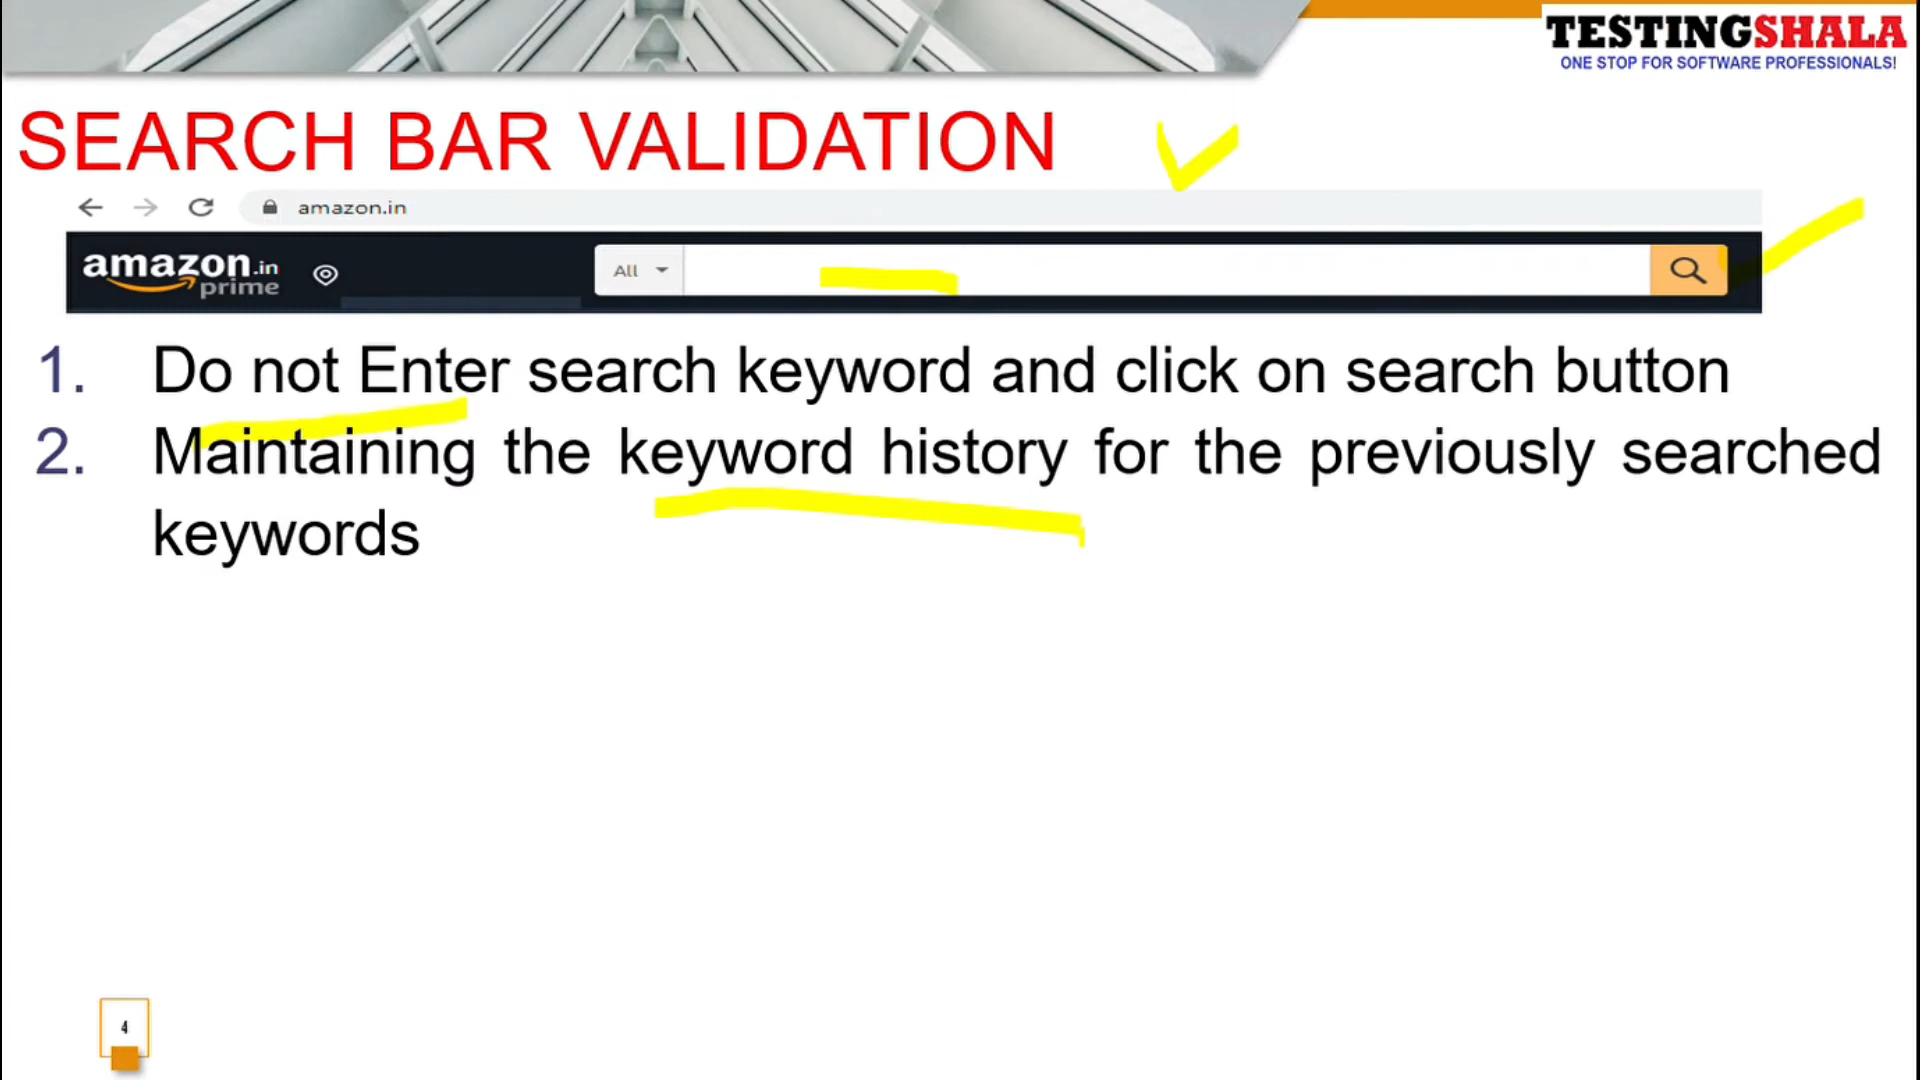 TESTINGSHALA
ONE STOP FOR SOFTWARE PROFESSIONALS!
SEARCH BAR VALIDATION
amazon.in
amazon.in
prime
All
1. Do not Enter search keyword and click on search button
2. Maintaining the keyword history for the previously searched
keywords
4